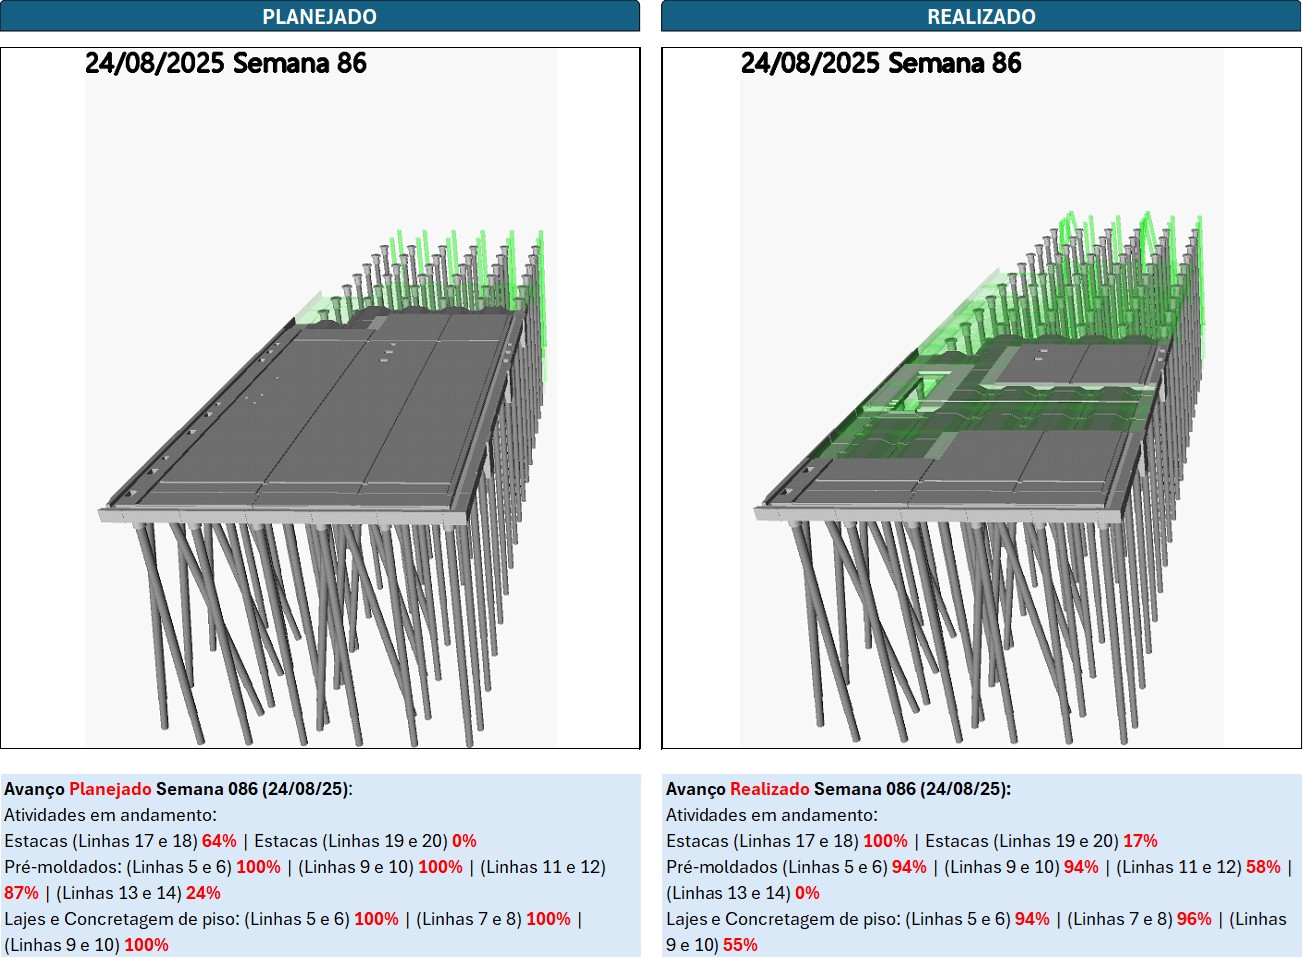 PLANEJADO
24/08/2025 Semana 86
Avanço Planejado Semana 086 (24/08/25):
Atividades em andamento:
Estacas (Linhas 17 e 18) 64% | Estacas (Linhas 19 e 20) 0%
Pré-moldados: (Linhas 5 e 6) 100% | (Linhas 9 e 10) 100% | (Linhas 11 e 12)
87% | (Linhas 13 e 14) 24%
Lajes e Concretagem de piso: (Linhas 5 e 6) 100% | (Linhas 7 e 8) 100% |
(Linhas 9 e 10) 100%
REALIZADO
24/08/2025 Semana 86
Avanço Realizado Semana 086 (24/08/25):
Atividades em andamento:
Estacas (Linhas 17 e 18) 100% | Estacas (Linhas 19 e 20) 17%
Pré-moldados (Linhas 5 e 6) 94% | (Linhas 9 e 10) 94% | (Linhas 11 e 12) 58% |
(Linhas 13 e 14) 0%
Lajes e Concretagem de piso: (Linhas 5 e 6) 94% | (Linhas 7 e 8) 96% | (Linhas
9 e 10) 55%